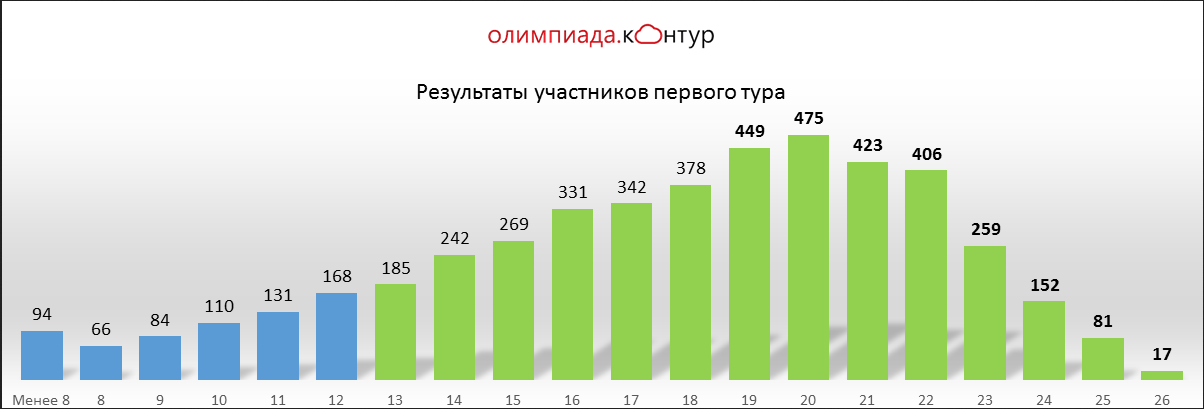 олимпиада.контур
Результаты участников первого тура
94 66 84 110 131 168 185 242 269 331 342 378 449 475 423 406 259 152 81 17
Менее 8 8 9 10 11 12 13 14 15 16 17 18 19 20 21 22 23 24 25 26